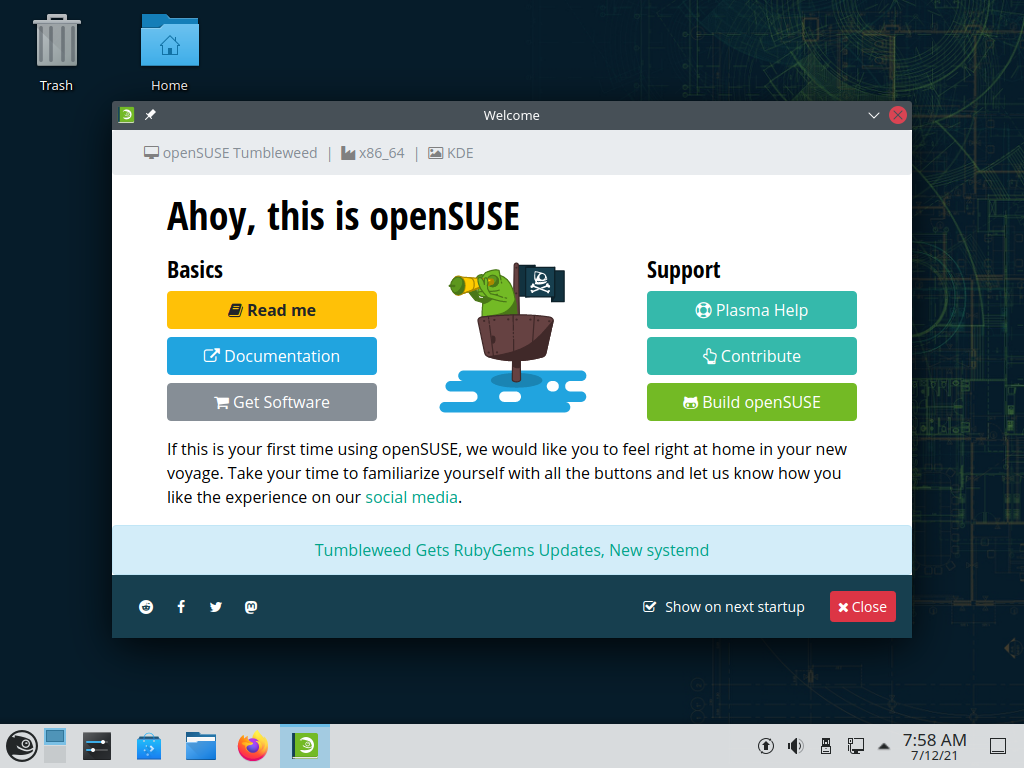 Trash
Home
Welcome
openSUSE Tumbleweed | x86_64 | KDE
Ahoy, this is openSUSE
Basics
Read me
Documentation
Get Software
Support
Plasma Help
Contribute
Build openSUSE
If this is your first time using openSUSE, we would like you to feel right at home in your new
voyage. Take your time to familiarize yourself with all the buttons and let us know how you
like the experience on our social media.
Tumbleweed Gets RubyGems Updates, New systemd
Show on next startup
Close
7:58 AM
7/12/21